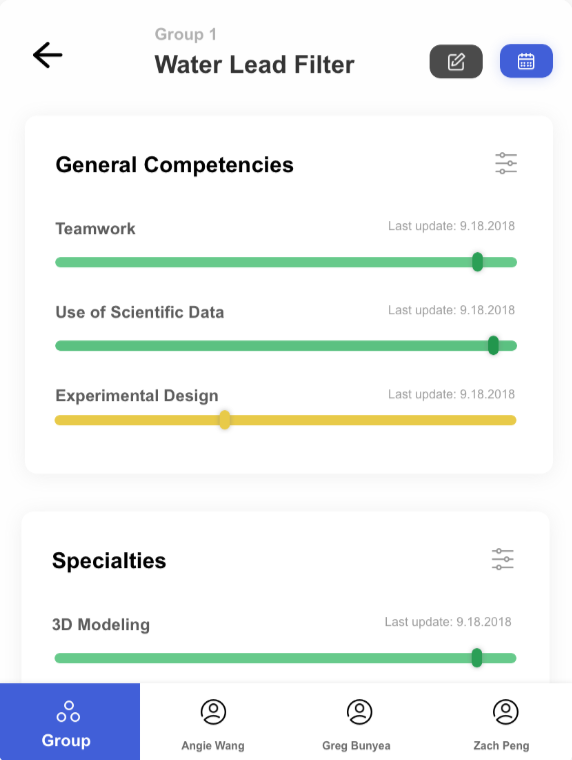 Group 1
Water Lead Filter
General Competencies
Teamwork
Last update: 9.18.2018
Use of Scientific Data
Last update: 9.18.2018
Experimental Design
Last update: 9.18.2018
Specialties
3D Modeling
Last update: 9.18.2018
Group
Angie Wang
Greg Bunyea
Zach Peng